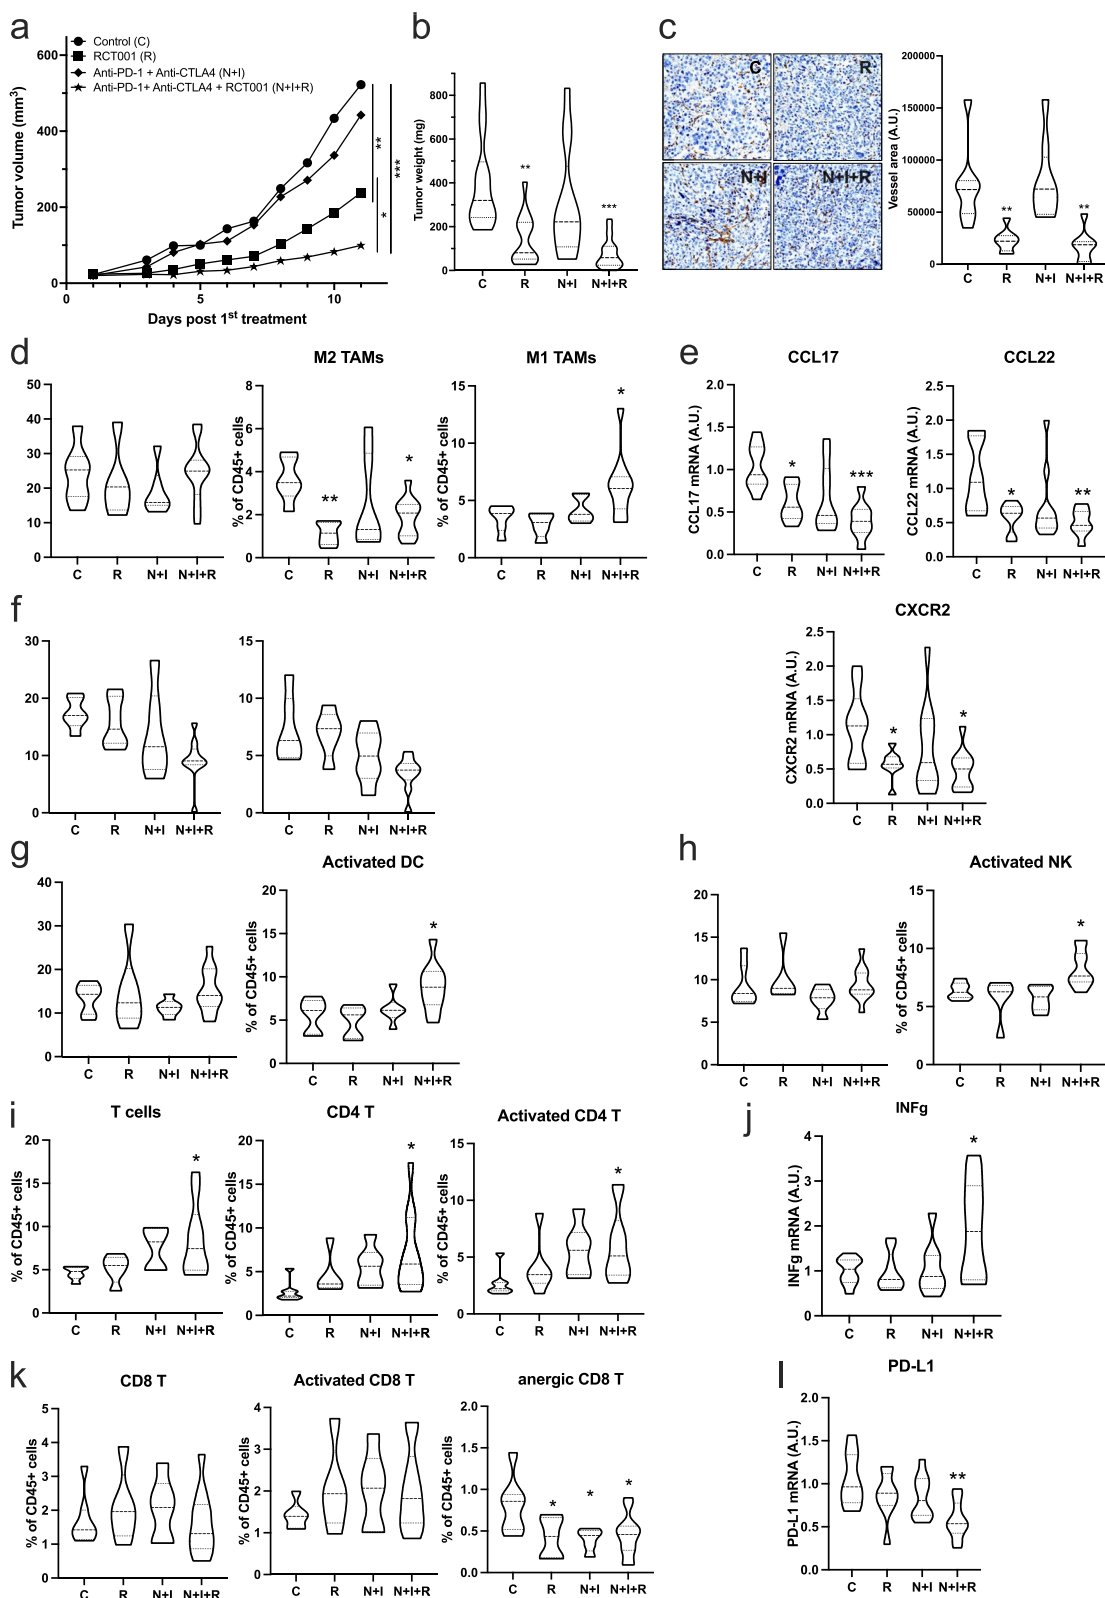 a
Control (C)
RCT001 (R)
Anti-PD-1 + Anti-CTLA4 (N+I)
Anti-PD-1+ Anti-CTLA4 + RCT001 (N+I+R)
Tumor volume (mm3)
600
400
200
0
0
5
10
Days post 1st treatment
**
*
***
b
Tumor weight (mg)
800
600
400
200
0
**
***
C
R
N+I
N+I+R
c
C
R
N+I
N+I+R
Vessel area (A.U.)
200000
150000
100000
50000
0
**
**
C
R
N+I
N+I+R
d
50
40
30
20
10
0
C
R
N+I
N+I+R
M2 TAMs
% of CD45+ cells
8
6
4
2
0
**
*
C
R
N+I
N+I+R
M1 TAMs
% of CD45+ cells
15
10
5
0
*
C
R
N+I
N+I+R
e
CCL17
CCL17 mRNA (A.U.)
2.0
1.5
1.0
0.5
0.0
*
***
C
R
N+I
N+I+R
CCL22
CCL22 mRNA (A.U.)
2.5
2.0
1.5
1.0
0.5
0.0
*
**
C
R
N+I
N+I+R
CXCR2
CXCR2 mRNA (A.U.)
2.5
2.0
1.5
1.0
0.5
0.0
*
*
C
R
N+I
N+I+R
f
30
20
10
0
C
R
N+I
N+I+R
15
10
5
0
C
R
N+I
N+I+R
g
40
30
20
10
0
C
R
N+I
N+I+R
Activated DC
% of CD45+ cells
20
15
10
5
0
*
C
R
N+I
N+I+R
h
20
15
10
5
0
C
R
N+I
N+I+R
Activated NK
% of CD45+ cells
15
10
5
0
*
C
R
N+I
N+I+R
i
T cells
% of CD45+ cells
20
15
10
5
0
*
C
R
N+I
N+I+R
CD4 T
% of CD45+ cells
20
15
10
5
0
*
C
R
N+I
N+I+R
Activated CD4 T
% of CD45+ cells
15
10
5
0
*
C
R
N+I
N+I+R
j
INFg
INFg mRNA (A.U.)
4
3
2
1
0
*
C
R
N+I
N+I+R
k
CD8 T
% of CD45+ cells
5
4
3
2
1
0
C
R
N+I
N+I+R
Activated CD8 T
% of CD45+ cells
4
3
2
1
0
C
R
N+I
N+I+R
anergic CD8 T
% of CD45+ cells
2.0
1.5
1.0
0.5
0.0
*
*
*
C
R
N+I
N+I+R
l
PD-L1
PD-L1 mRNA (A.U.)
2.0
1.5
1.0
0.5
0.0
**
C
R
N+I
N+I+R